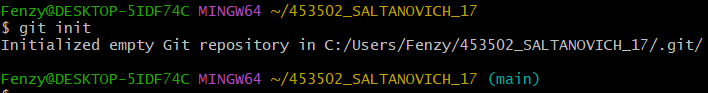 Fenzy@DESKTOP-5IDF74C MINGW64 ~/453502_SALTANOVICH_17
$ git init
Initialized empty Git repository in C:/Users/Fenzy/453502_SALTANOVICH_17/.git/
Fenzy@DESKTOP-5IDF74C MINGW64 ~/453502_SALTANOVICH_17 (main)